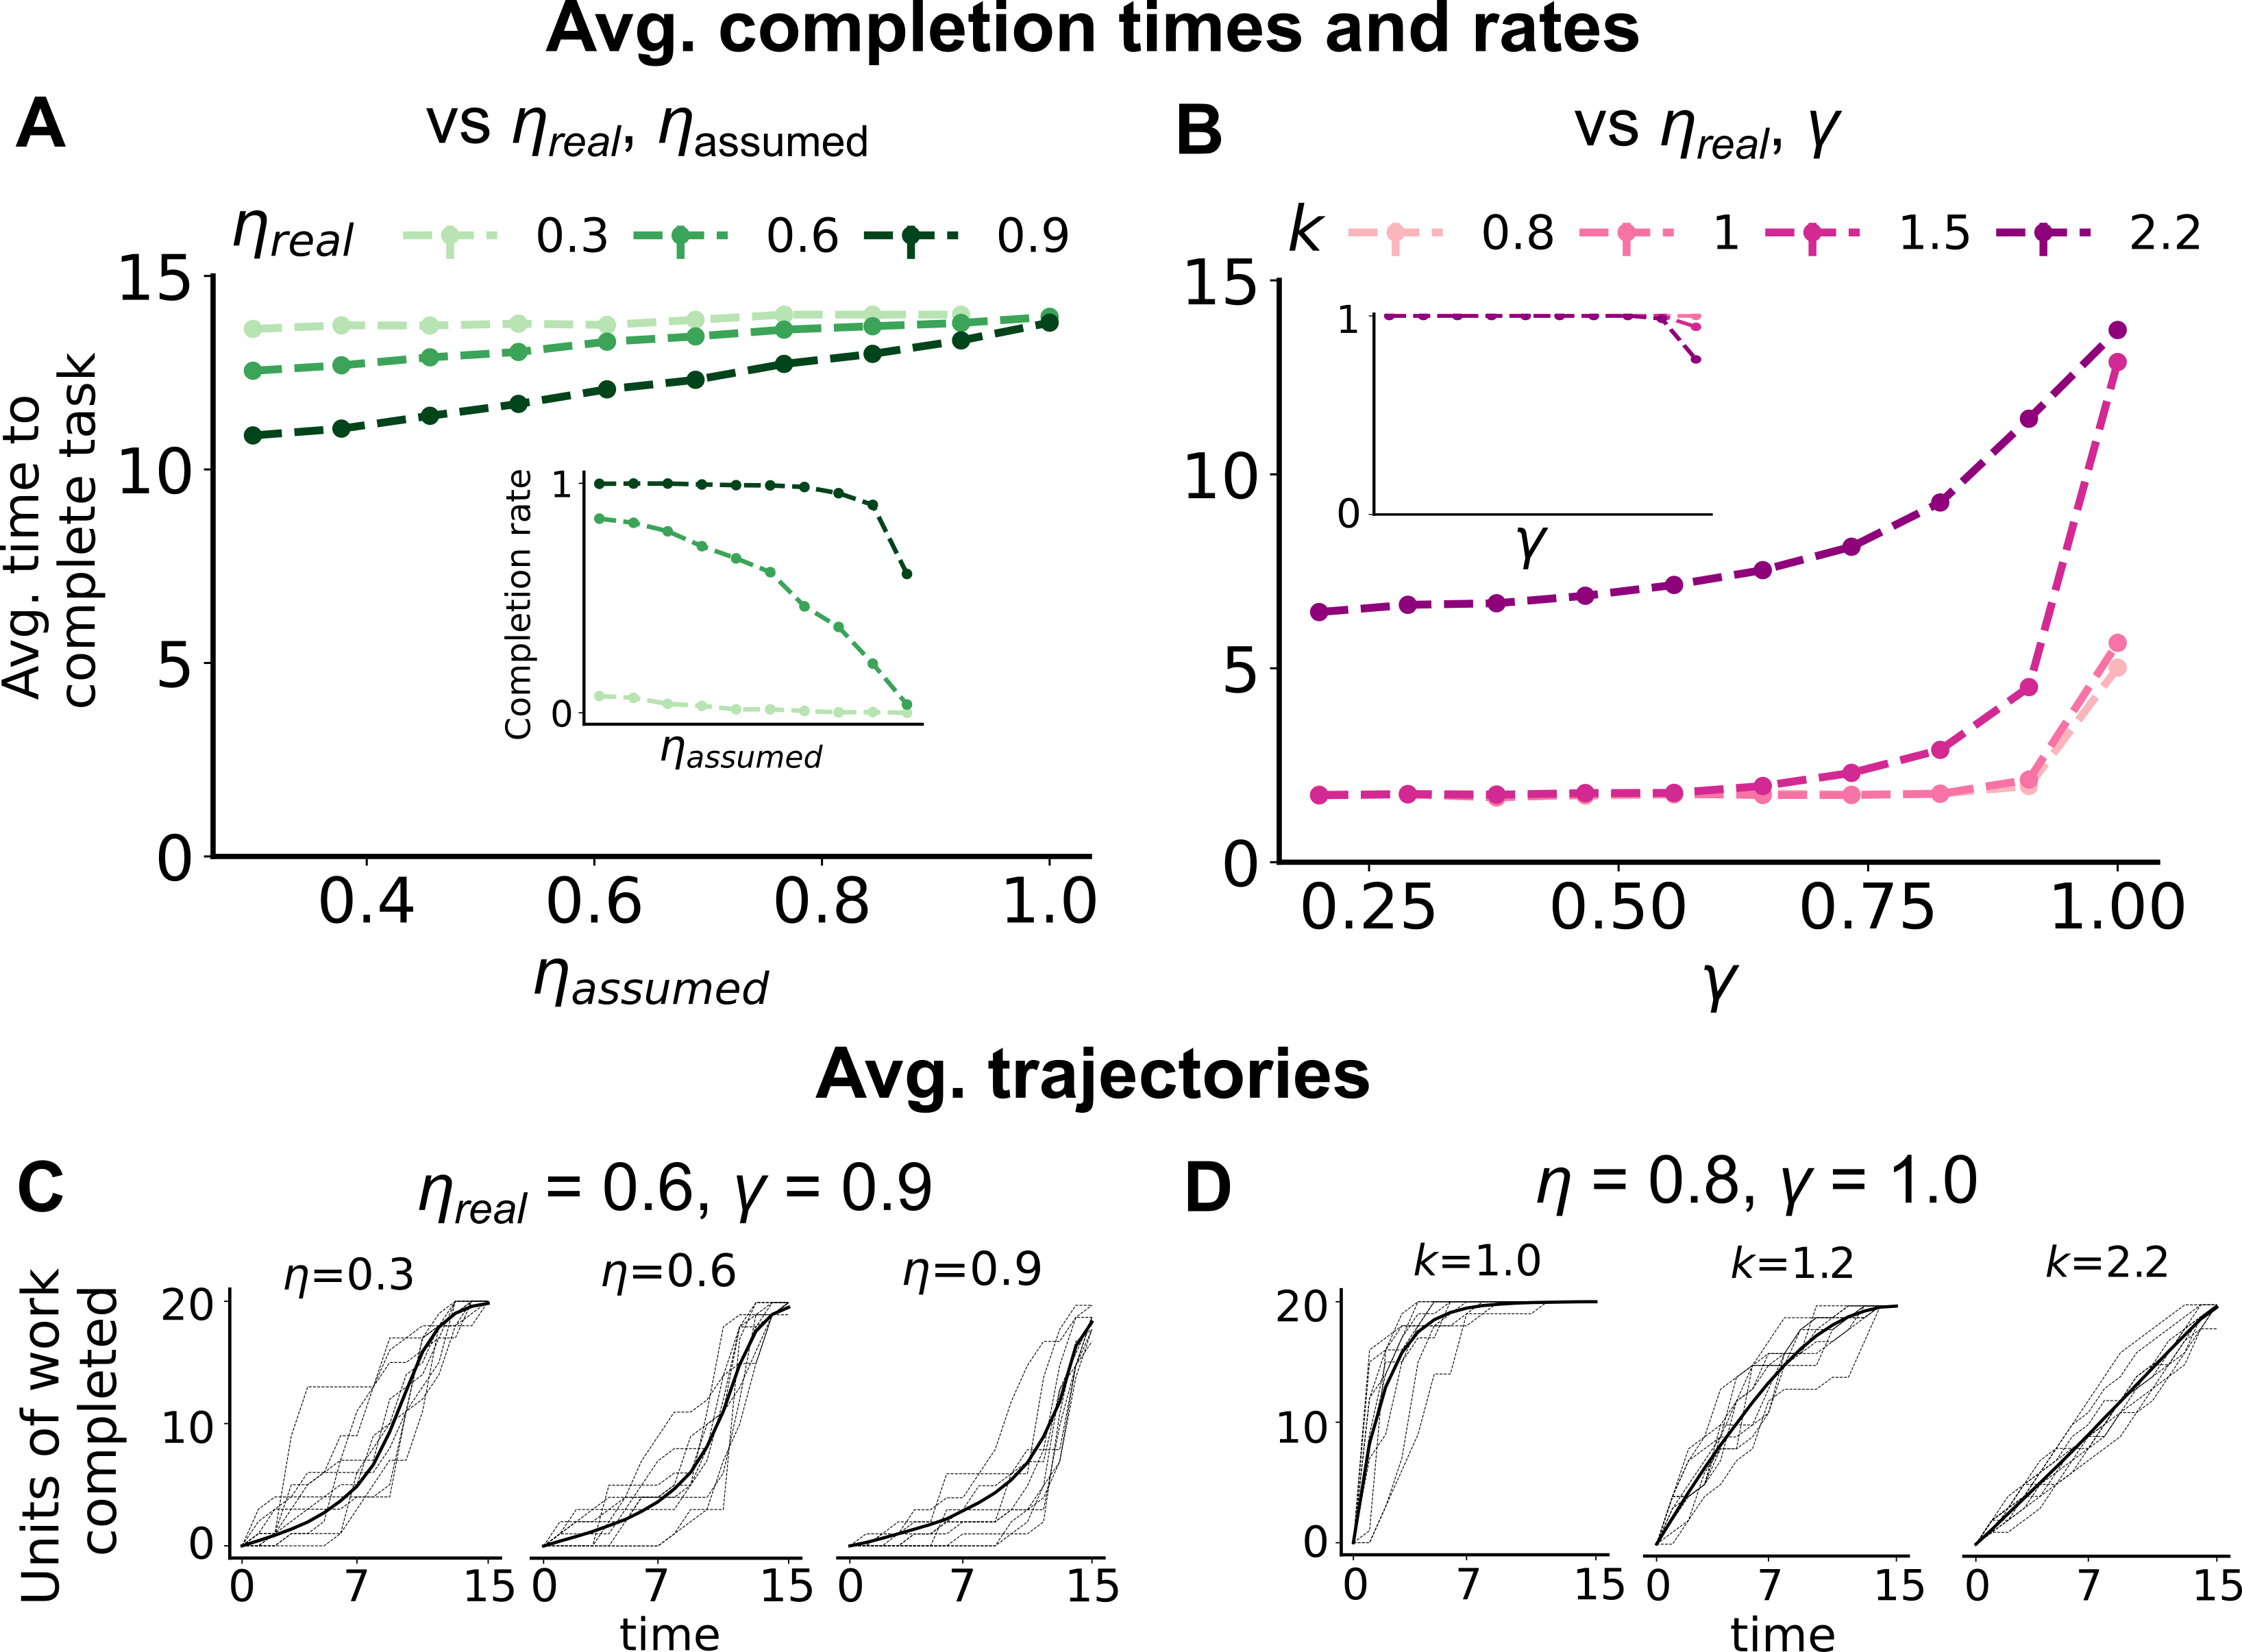 Avg. completion times and rates
A
vs ηreal, ηassumed
ηreal 0.3 0.6 0.9
Avg. time to
complete task
15
10
5
0
0.4 0.6 0.8 1.0
ηassumed
Completion rate
1
0
ηassumed
B
vs ηreal, γ
k 0.8 1 1.5 2.2
15
10
5
0
0.25 0.50 0.75 1.00
γ
1
0
γ
Avg. trajectories
C
ηreal = 0.6, γ = 0.9
Units of work
completed
η=0.3 η=0.6 η=0.9
20
10
0
0 7 15 0 7 15 0 7 15
time
D
η = 0.8, γ = 1.0
k=1.0 k=1.2 k=2.2
20
10
0
0 7 15 0 7 15 0 7 15
time